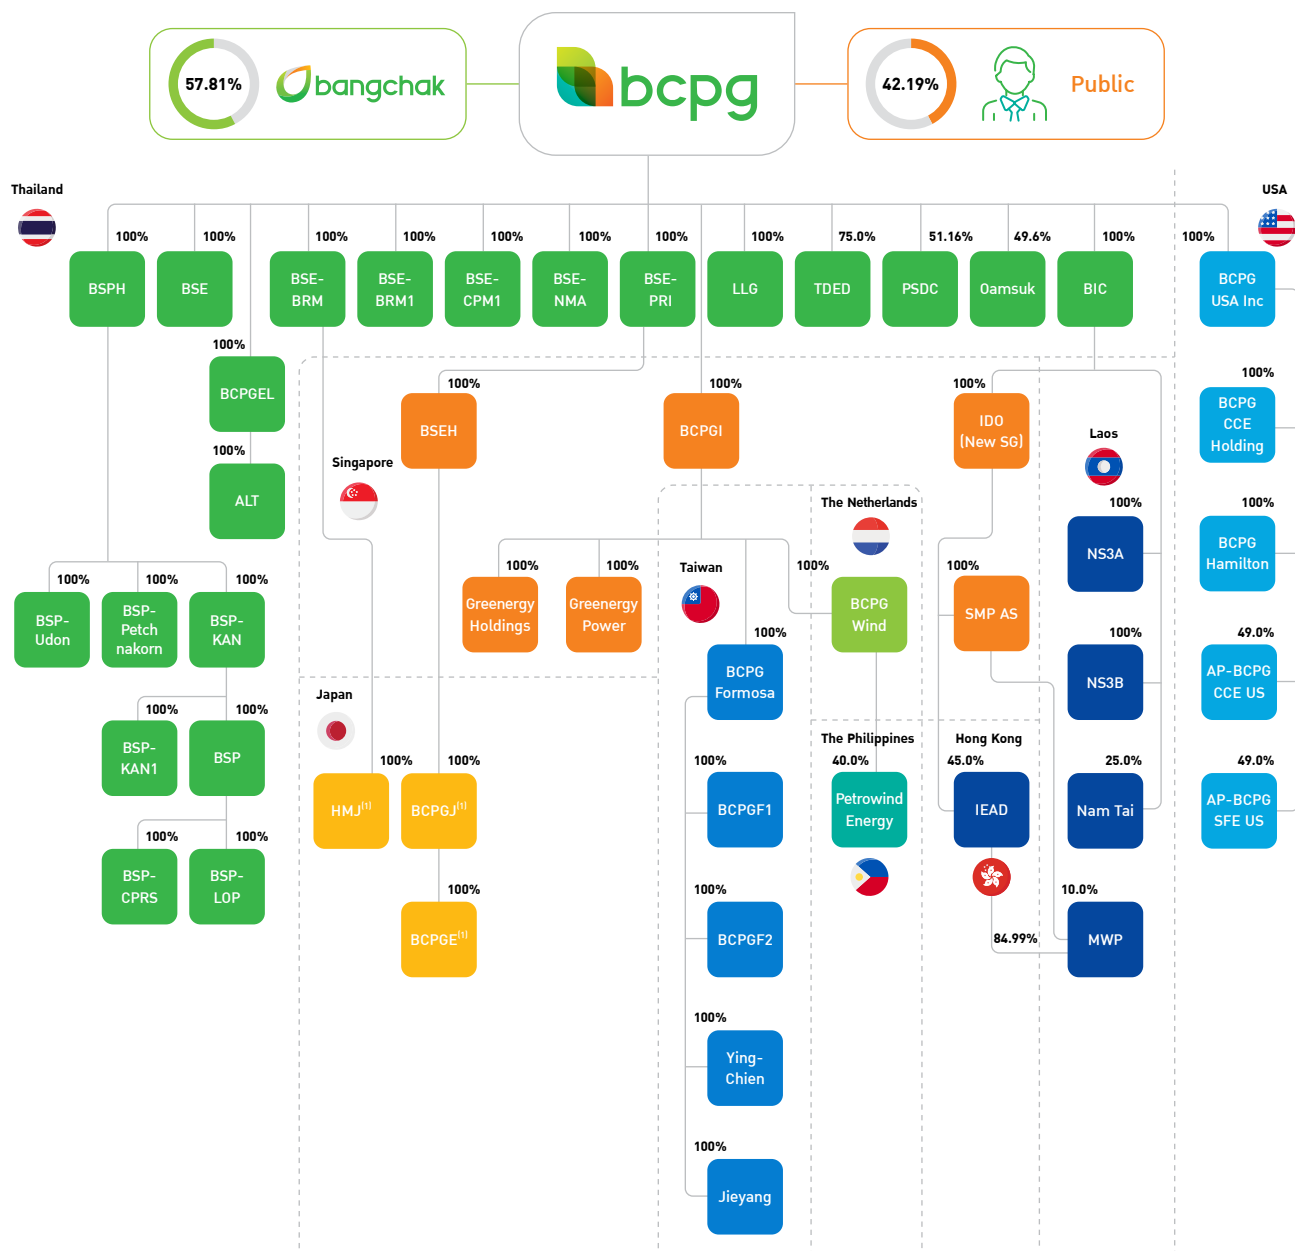 57.81%
bangchak
bcpg
42.19%
Public
Thailand
USA
100%
100%
100%
100%
100%
100%
100%
100%
75.0%
51.16%
49.6%
100%
100%
BSPH
BSE
BSE-
BRM
BSE-
BRM1
BSE-
CPM1
BSE-
NMA
BSE-
PRI
LLG
TDED
PSDC
Oamsuk
BIC
BCPG
USA Inc
100%
BCPGEL
100%
BSEH
100%
BCPGI
100%
IDO
(New SG)
100%
BCPG
CCE
Holding
100%
ALT
Singapore
Laos
The Netherlands
100%
NS3A
100%
BCPG
Hamilton
100%
BSP-
Udon
100%
BSP-
Petch
nakorn
100%
BSP-
KAN
100%
Greenergy
Holdings
100%
Greenergy
Power
Taiwan
100%
BCPG
Wind
100%
SMP AS
100%
BCPG
Formosa
100%
NS3B
49.0%
AP-BCPG
CCE US
Japan
100%
BSP-
KAN1
100%
BSP
100%
HMJ(1)
100%
BCPGJ(1)
100%
BCPGF1
The Philippines
40.0%
Petrowind
Energy
Hong Kong
45.0%
IEAD
25.0%
Nam Tai
49.0%
AP-BCPG
SFE US
100%
BSP-
CPRS
100%
BSP-
LOP
100%
BCPGE(1)
100%
BCPGF2
84.99%
10.0%
MWP
100%
Ying-
Chien
100%
Jieyang